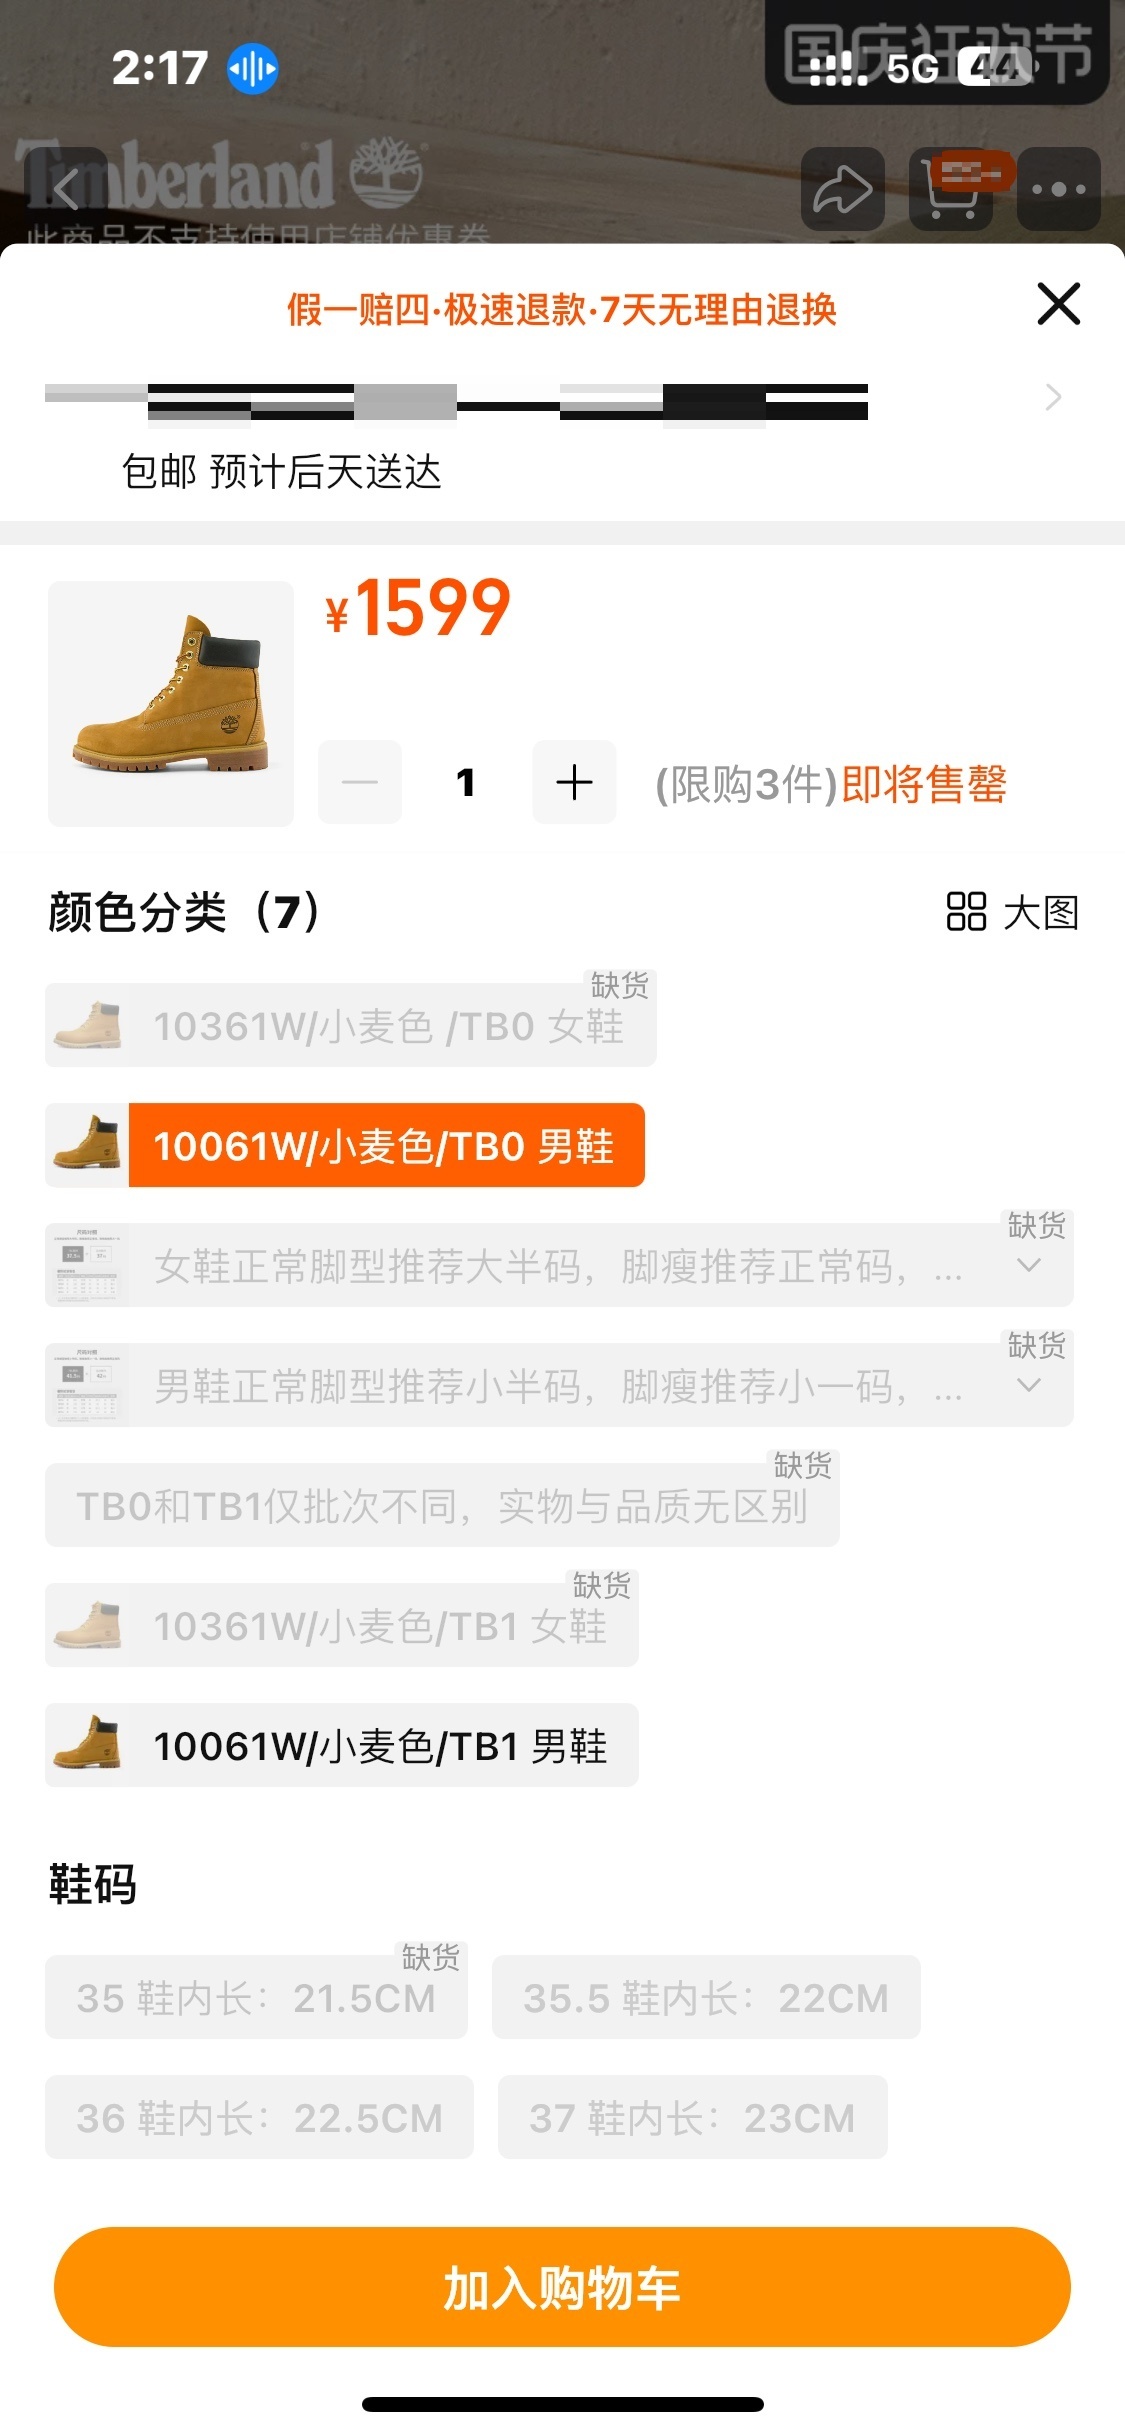 2:17
5G 44
国庆狂欢节
Timberland
此商品不支持使用店铺优惠券
假一赔四·极速退款·7天无理由退换
包邮 预计后天送达
¥1599
1
(限购3件)即将售罄
颜色分类（7）
大图
缺货
10361W/小麦色 /TB0 女鞋
10061W/小麦色/TB0 男鞋
缺货
女鞋正常脚型推荐大半码，脚瘦推荐正常码，...
缺货
男鞋正常脚型推荐小半码，脚瘦推荐小一码，...
缺货
TB0和TB1仅批次不同，实物与品质无区别
缺货
10361W/小麦色/TB1 女鞋
10061W/小麦色/TB1 男鞋
鞋码
缺货
35 鞋内长：21.5CM
35.5 鞋内长：22CM
36 鞋内长：22.5CM
37 鞋内长：23CM
加入购物车